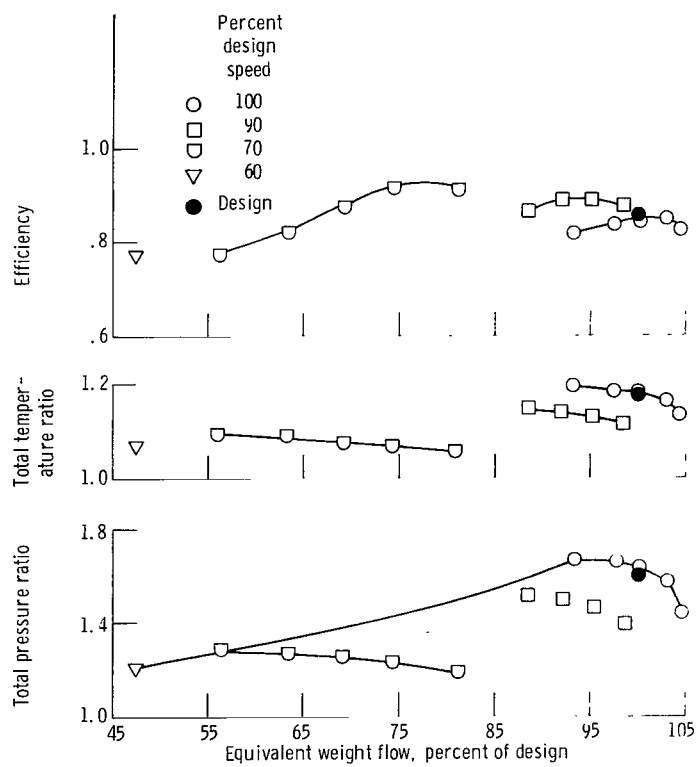 Percent
design
speed
100
90
70
60
Design
1.0
.8
.6
Efficiency
1.2
1.0
Total temper-
ature ratio
1.8
1.4
1.0
Total pressure ratio
45 55 65 75 85 95 105
Equivalent weight flow, percent of design